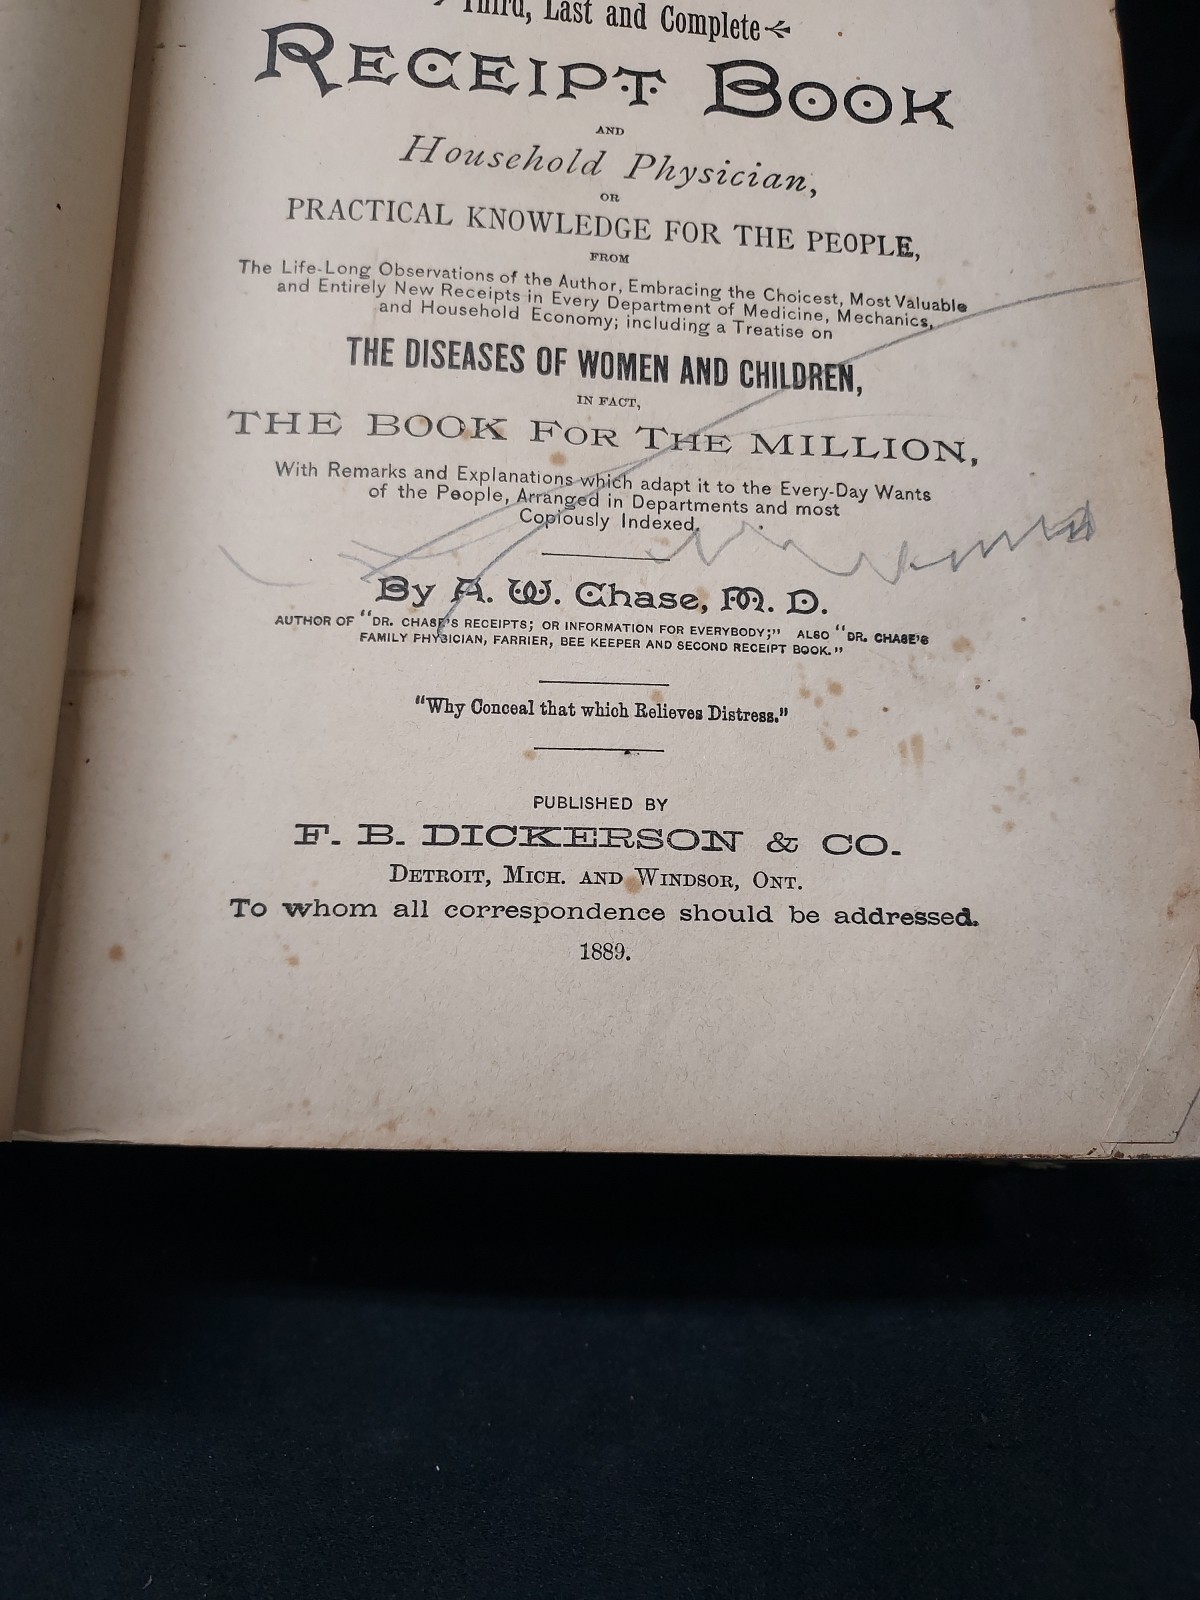 Third, Last and Complete
RECEIPT BOOK
AND
Household Physician,
OR
PRACTICAL KNOWLEDGE FOR THE PEOPLE,
FROM
The Life-Long Observations of the Author, Embracing the Choicest, Most Valuable
and Entirely New Receipts in Every Department of Medicine, Mechanics,
and Household Economy; including a Treatise on
THE DISEASES OF WOMEN AND CHILDREN,
IN FACT,
THE BOOK FOR THE MILLION,
With Remarks and Explanations which adapt it to the Every-Day Wants
of the People, Arranged in Departments and most
Copiously Indexed.
By A. W. Chase, M. D.
AUTHOR OF "DR. CHASE'S RECEIPTS; OR INFORMATION FOR EVERYBODY;" ALSO "DR. CHASE'S
FAMILY PHYSICIAN, FARRIER, BEE KEEPER AND SECOND RECEIPT BOOK."
"Why Conceal that which Relieves Distress."
PUBLISHED BY
F. B. DICKERSON & CO.
DETROIT, MICH. AND WINDSOR, ONT.
To whom all correspondence should be addressed.
1889.